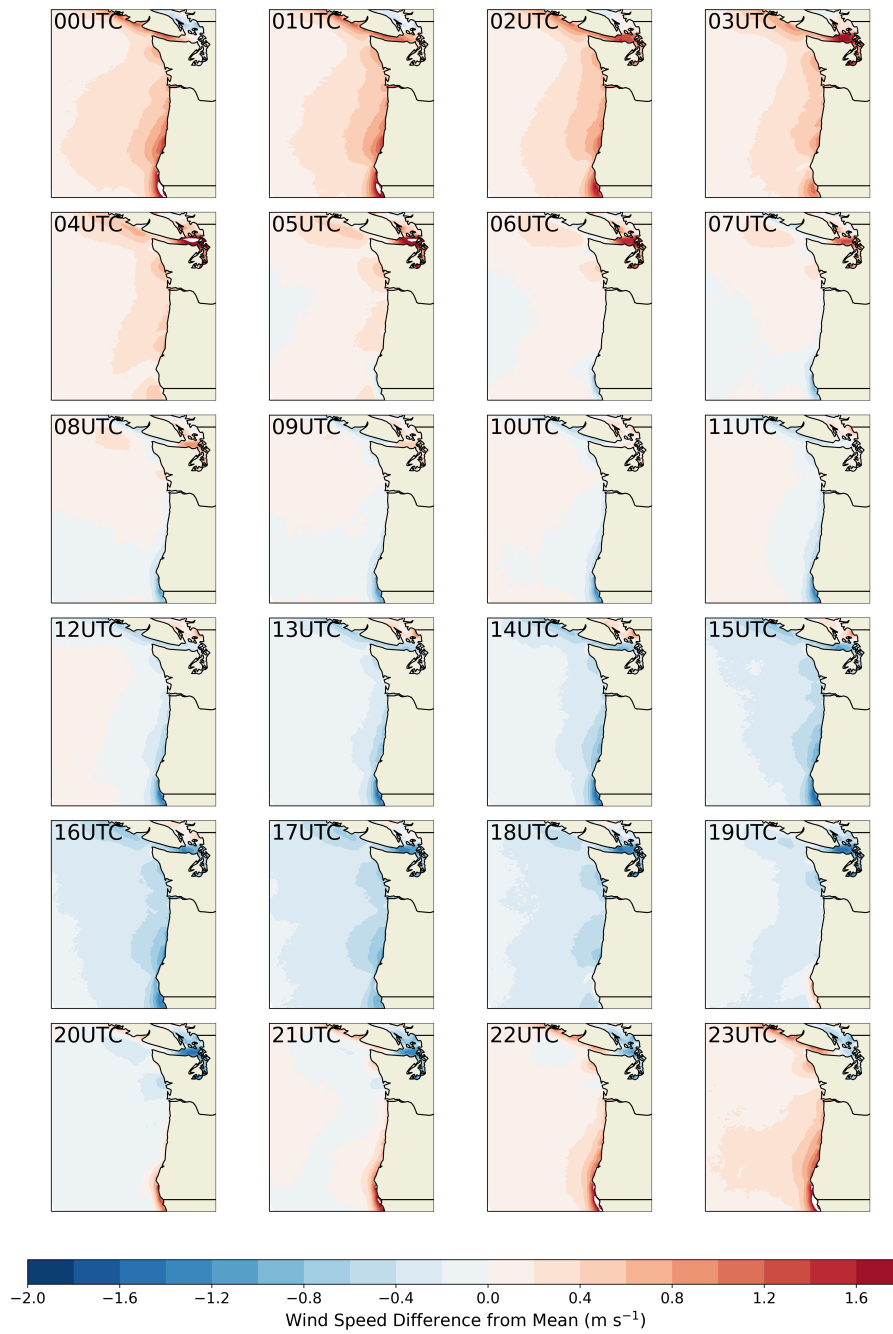 00UTC 01UTC 02UTC 03UTC
04UTC 05UTC 06UTC 07UTC
08UTC 09UTC 10UTC 11UTC
12UTC 13UTC 14UTC 15UTC
16UTC 17UTC 18UTC 19UTC
20UTC 21UTC 22UTC 23UTC
−2.0 −1.6 −1.2 −0.8 −0.4 0.0 0.4 0.8 1.2 1.6
Wind Speed Difference from Mean (m s⁻¹)